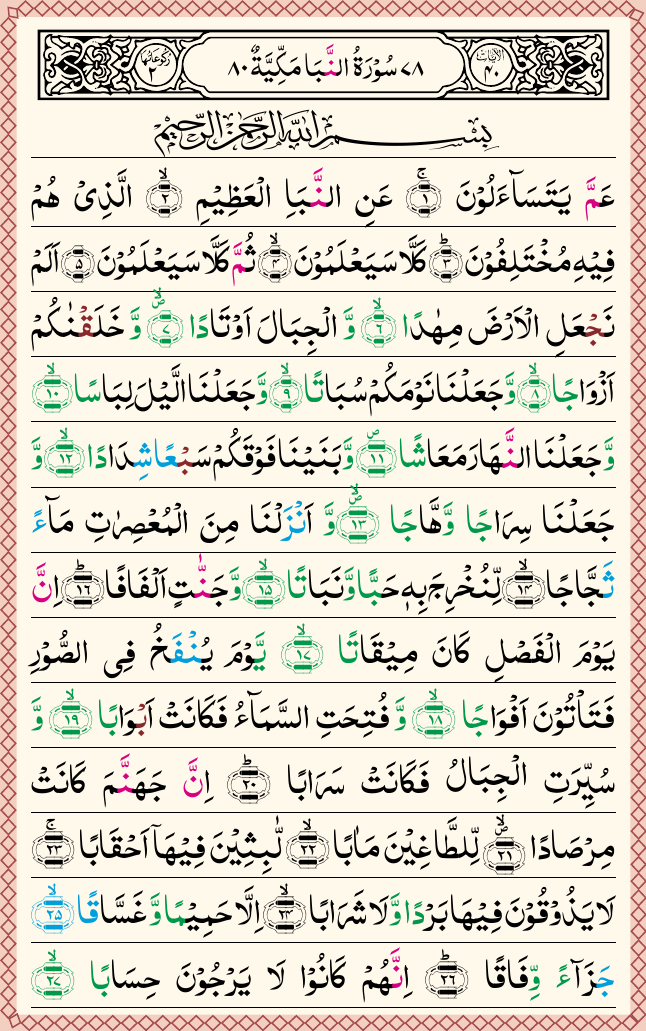 اٰیَاتُهَا ۴۰ ﴿۷۸﴾ سُوْرَةُ النَّبَاِ مَكِّیَّةٌ ﴿۸۰﴾ رُكُوْعَاتُهَا ۲
بِسْمِ اللهِ الرَّحْمٰنِ الرَّحِیْمِ
عَمَّ یَتَسَآءَلُوْنَ ۚ﴿۱﴾ عَنِ النَّبَاِ الْعَظِیْمِ ۙ﴿۲﴾ الَّذِیْ هُمْ
فِیْهِ مُخْتَلِفُوْنَ ؕ﴿۳﴾ كَلَّا سَیَعْلَمُوْنَ ۙ﴿۴﴾ ثُمَّ كَلَّا سَیَعْلَمُوْنَ ﴿۵﴾ اَلَمْ
نَجْعَلِ الْاَرْضَ مِهٰدًا ۙ﴿۶﴾ وَّ الْجِبَالَ اَوْتَادًا ۪ۙ﴿۷﴾ وَّ خَلَقْنٰكُمْ
اَزْوَاجًا ۙ﴿۸﴾ وَّ جَعَلْنَا نَوْمَكُمْ سُبَاتًا ۙ﴿۹﴾ وَّ جَعَلْنَا الَّیْلَ لِبَاسًا ۙ﴿۱۰﴾
وَّ جَعَلْنَا النَّهَارَ مَعَاشًا ۪﴿۱۱﴾ وَّ بَنَیْنَا فَوْقَكُمْ سَبْعًا شِدَادًا ۙ﴿۱۲﴾ وَّ
جَعَلْنَا سِرَاجًا وَّهَّاجًا ۪ۙ﴿۱۳﴾ وَّ اَنْزَلْنَا مِنَ الْمُعْصِرٰتِ مَآءً
ثَجَّاجًا ۙ﴿۱۴﴾ لِّنُخْرِجَ بِهٖ حَبًّا وَّ نَبَاتًا ۙ﴿۱۵﴾ وَّ جَنّٰتٍ اَلْفَافًا ؕ﴿۱۶﴾ اِنَّ
یَوْمَ الْفَصْلِ كَانَ مِیْقَاتًا ۙ﴿۱۷﴾ یَّوْمَ یُنْفَخُ فِی الصُّوْرِ
فَتَاْتُوْنَ اَفْوَاجًا ۙ﴿۱۸﴾ وَّ فُتِحَتِ السَّمَآءُ فَكَانَتْ اَبْوَابًا ۙ﴿۱۹﴾ وَّ
سُیِّرَتِ الْجِبَالُ فَكَانَتْ سَرَابًا ؕ﴿۲۰﴾ اِنَّ جَهَنَّمَ كَانَتْ
مِرْصَادًا ۪ۙ﴿۲۱﴾ لِّلطَّاغِیْنَ مَاٰبًا ۙ﴿۲۲﴾ لّٰبِثِیْنَ فِیْهَاۤ اَحْقَابًا ۚ﴿۲۳﴾
لَا یَذُوْقُوْنَ فِیْهَا بَرْدًا وَّ لَا شَرَابًا ۙ﴿۲۴﴾ اِلَّا حَمِیْمًا وَّ غَسَّاقًا ۙ﴿۲۵﴾
جَزَآءً وِّفَاقًا ؕ﴿۲۶﴾ اِنَّهُمْ كَانُوْا لَا یَرْجُوْنَ حِسَابًا ۙ﴿۲۷﴾